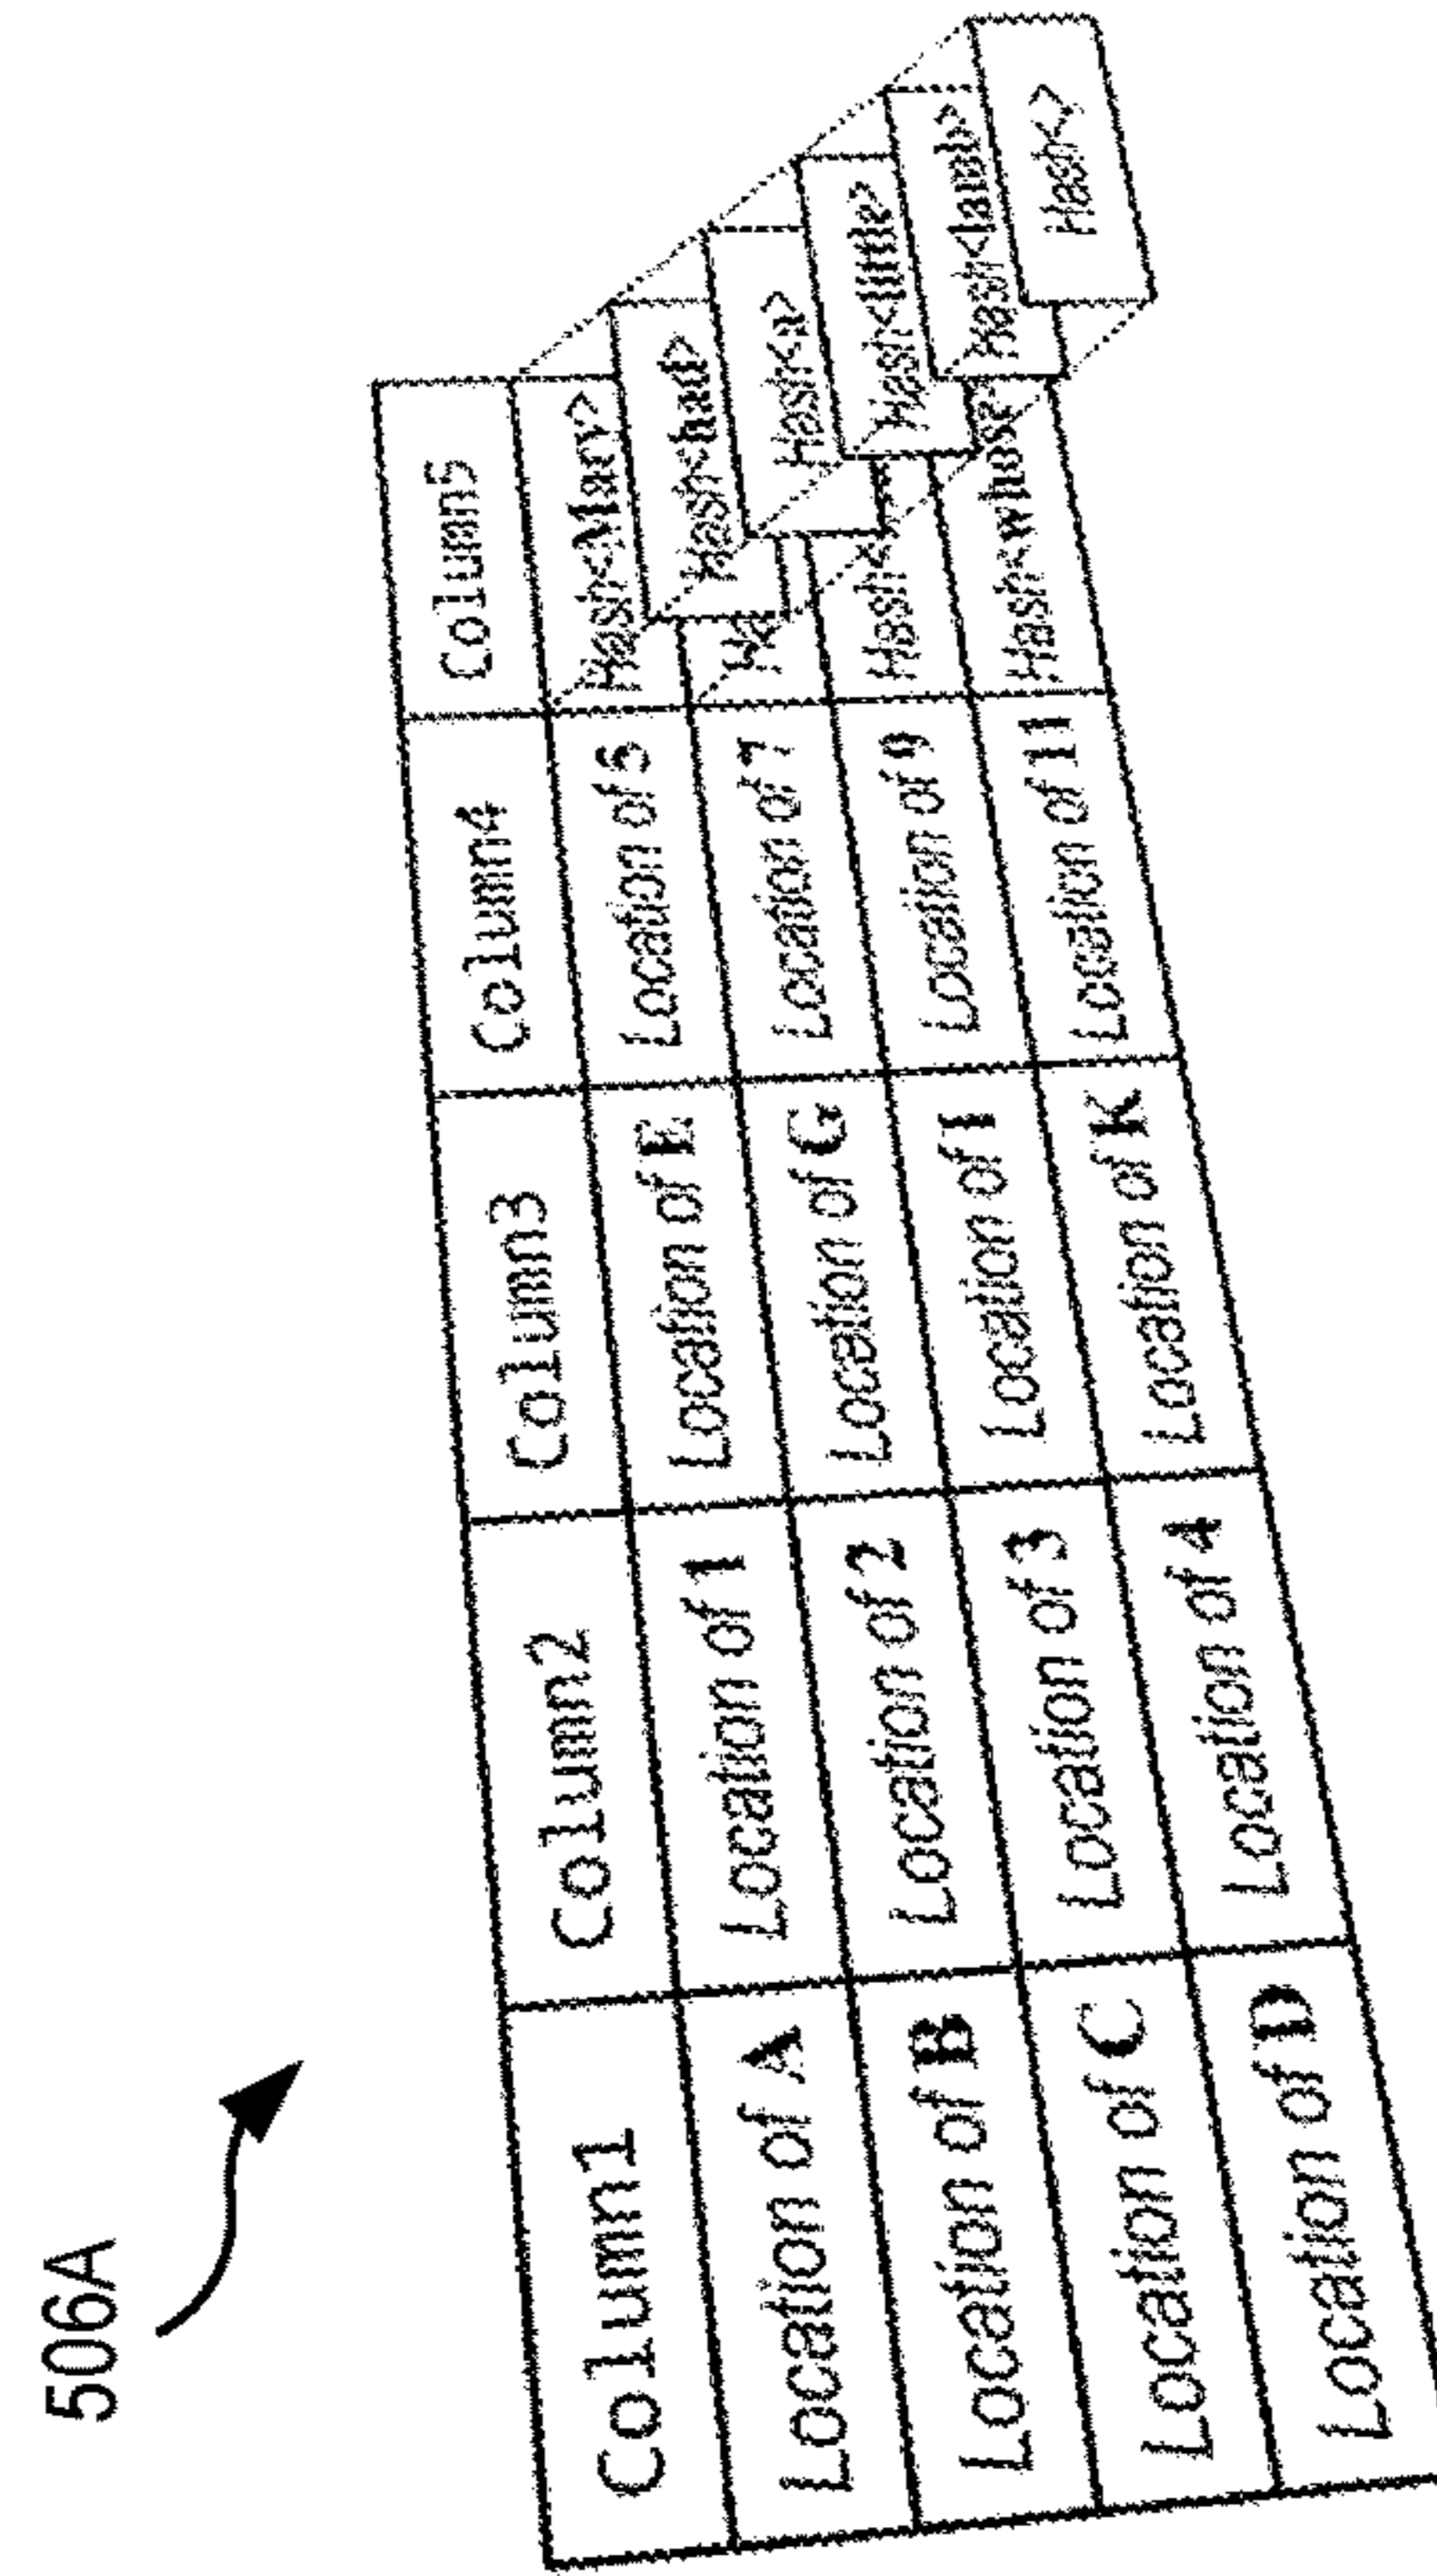 506A
Column1 Column2 Column3 Column4 Column5
Location of A Location of 1 Location of E Location of 5 Hash<Mary>
Hash<had>
Hash<a>
Hash<little>
Hash<lamb>
Hash<>
Location of B Location of 2 Location of G Location of 7
Location of C Location of 3 Location of I Location of 9 Hash<
Location of D Location of 4 Location of K Location of 11 Hash<whose